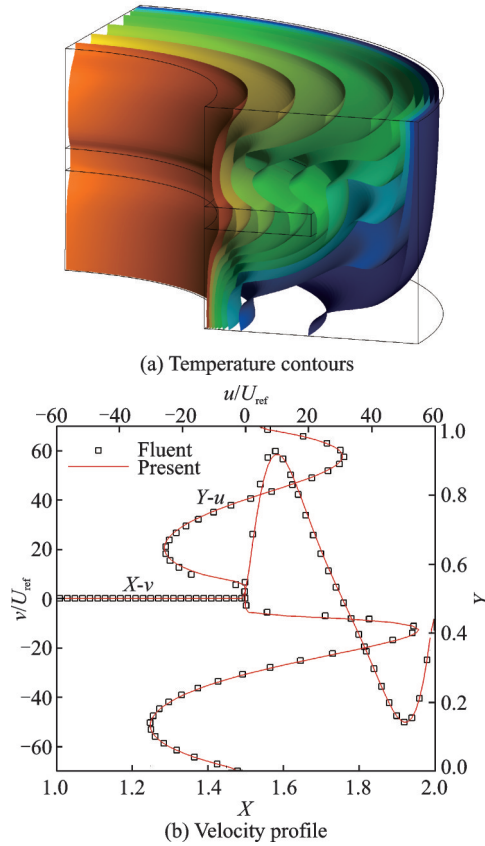 (a) Temperature contours
u/U_ref
−60 −40 −20 0 20 40 60
60
40
20
0
−20
−40
−60
v/U_ref
Fluent
Present
Y-u
X-v
1.0
0.8
0.6
0.4
0.2
0.0
Y
1.0 1.2 1.4 1.6 1.8 2.0
X
(b) Velocity profile